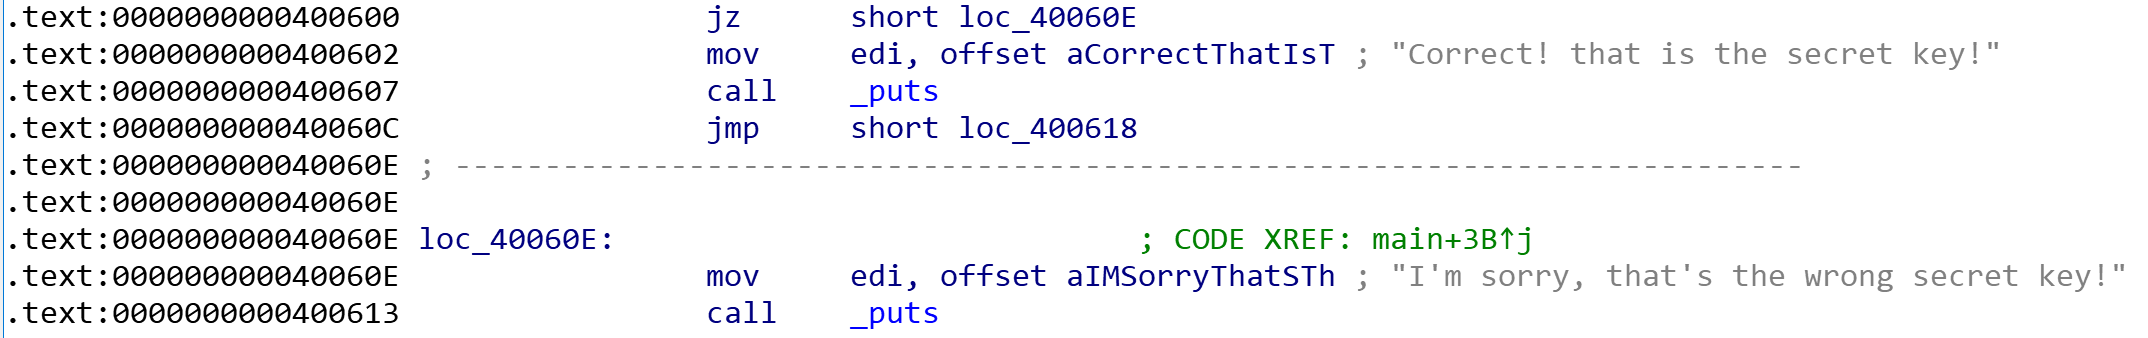 .text:0000000000400600 jz short loc_40060E
.text:0000000000400602 mov edi, offset aCorrectThatIsT ; "Correct! that is the secret key!"
.text:0000000000400607 call _puts
.text:000000000040060C jmp short loc_400618
.text:000000000040060E ; ---------------------------------------------------------------------------
.text:000000000040060E
.text:000000000040060E loc_40060E: ; CODE XREF: main+3B↑j
.text:000000000040060E mov edi, offset aIMSorryThatSTh ; "I'm sorry, that's the wrong secret key!"
.text:0000000000400613 call _puts